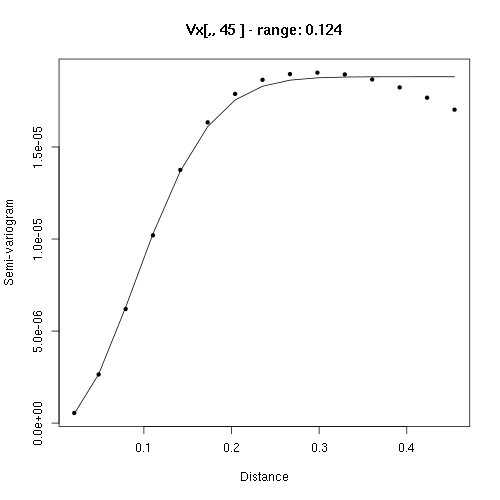 Vx[,, 45 ] - range: 0.124
Semi-variogram
1.5e-05
1.0e-05
5.0e-06
0.0e+00
0.1 0.2 0.3 0.4
Distance